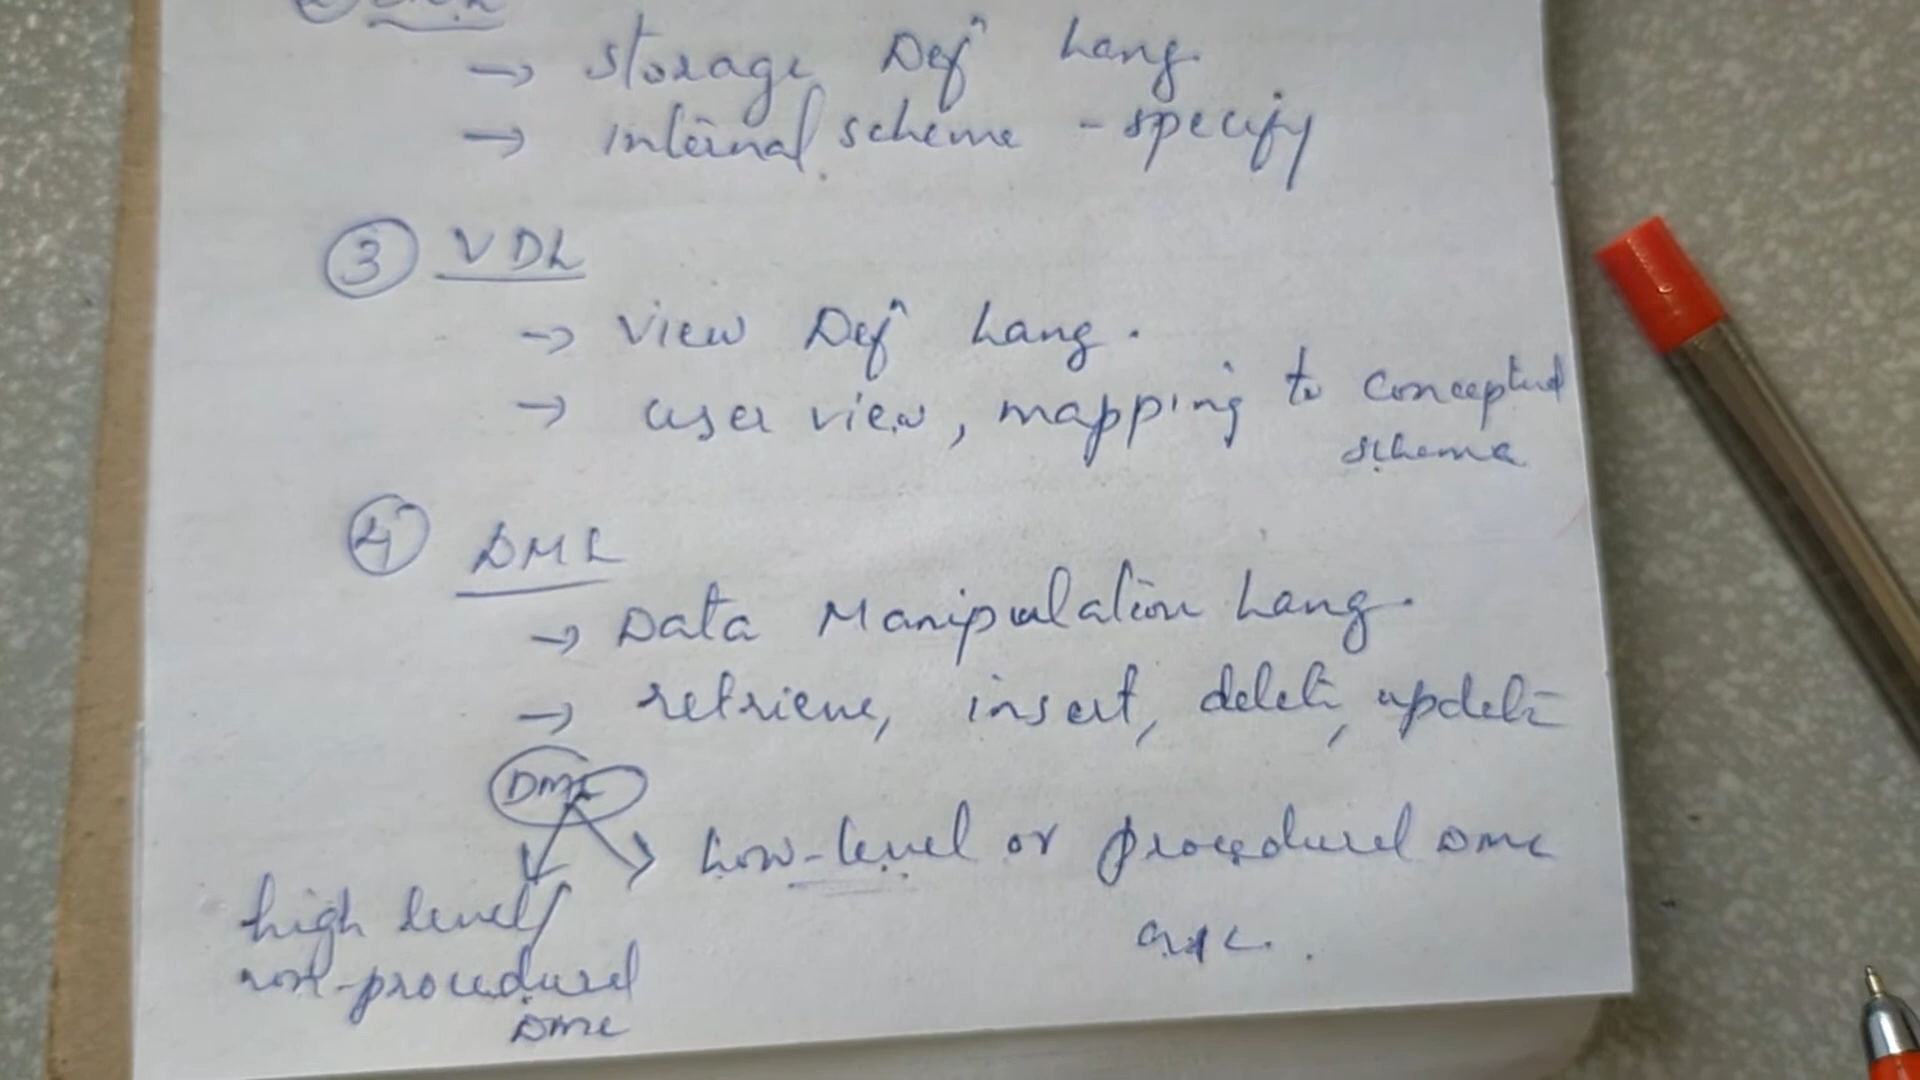 → Storage Defⁿ Lang.
→ internal scheme - specify
③ VDL
→ View Defⁿ Lang.
→ user view, mapping to conceptual
schema
④ DML
→ Data Manipulation Lang.
→ retrieve, insert, delete, update
DML
Low-level or procedural DML
high level/
non-procedural
DML